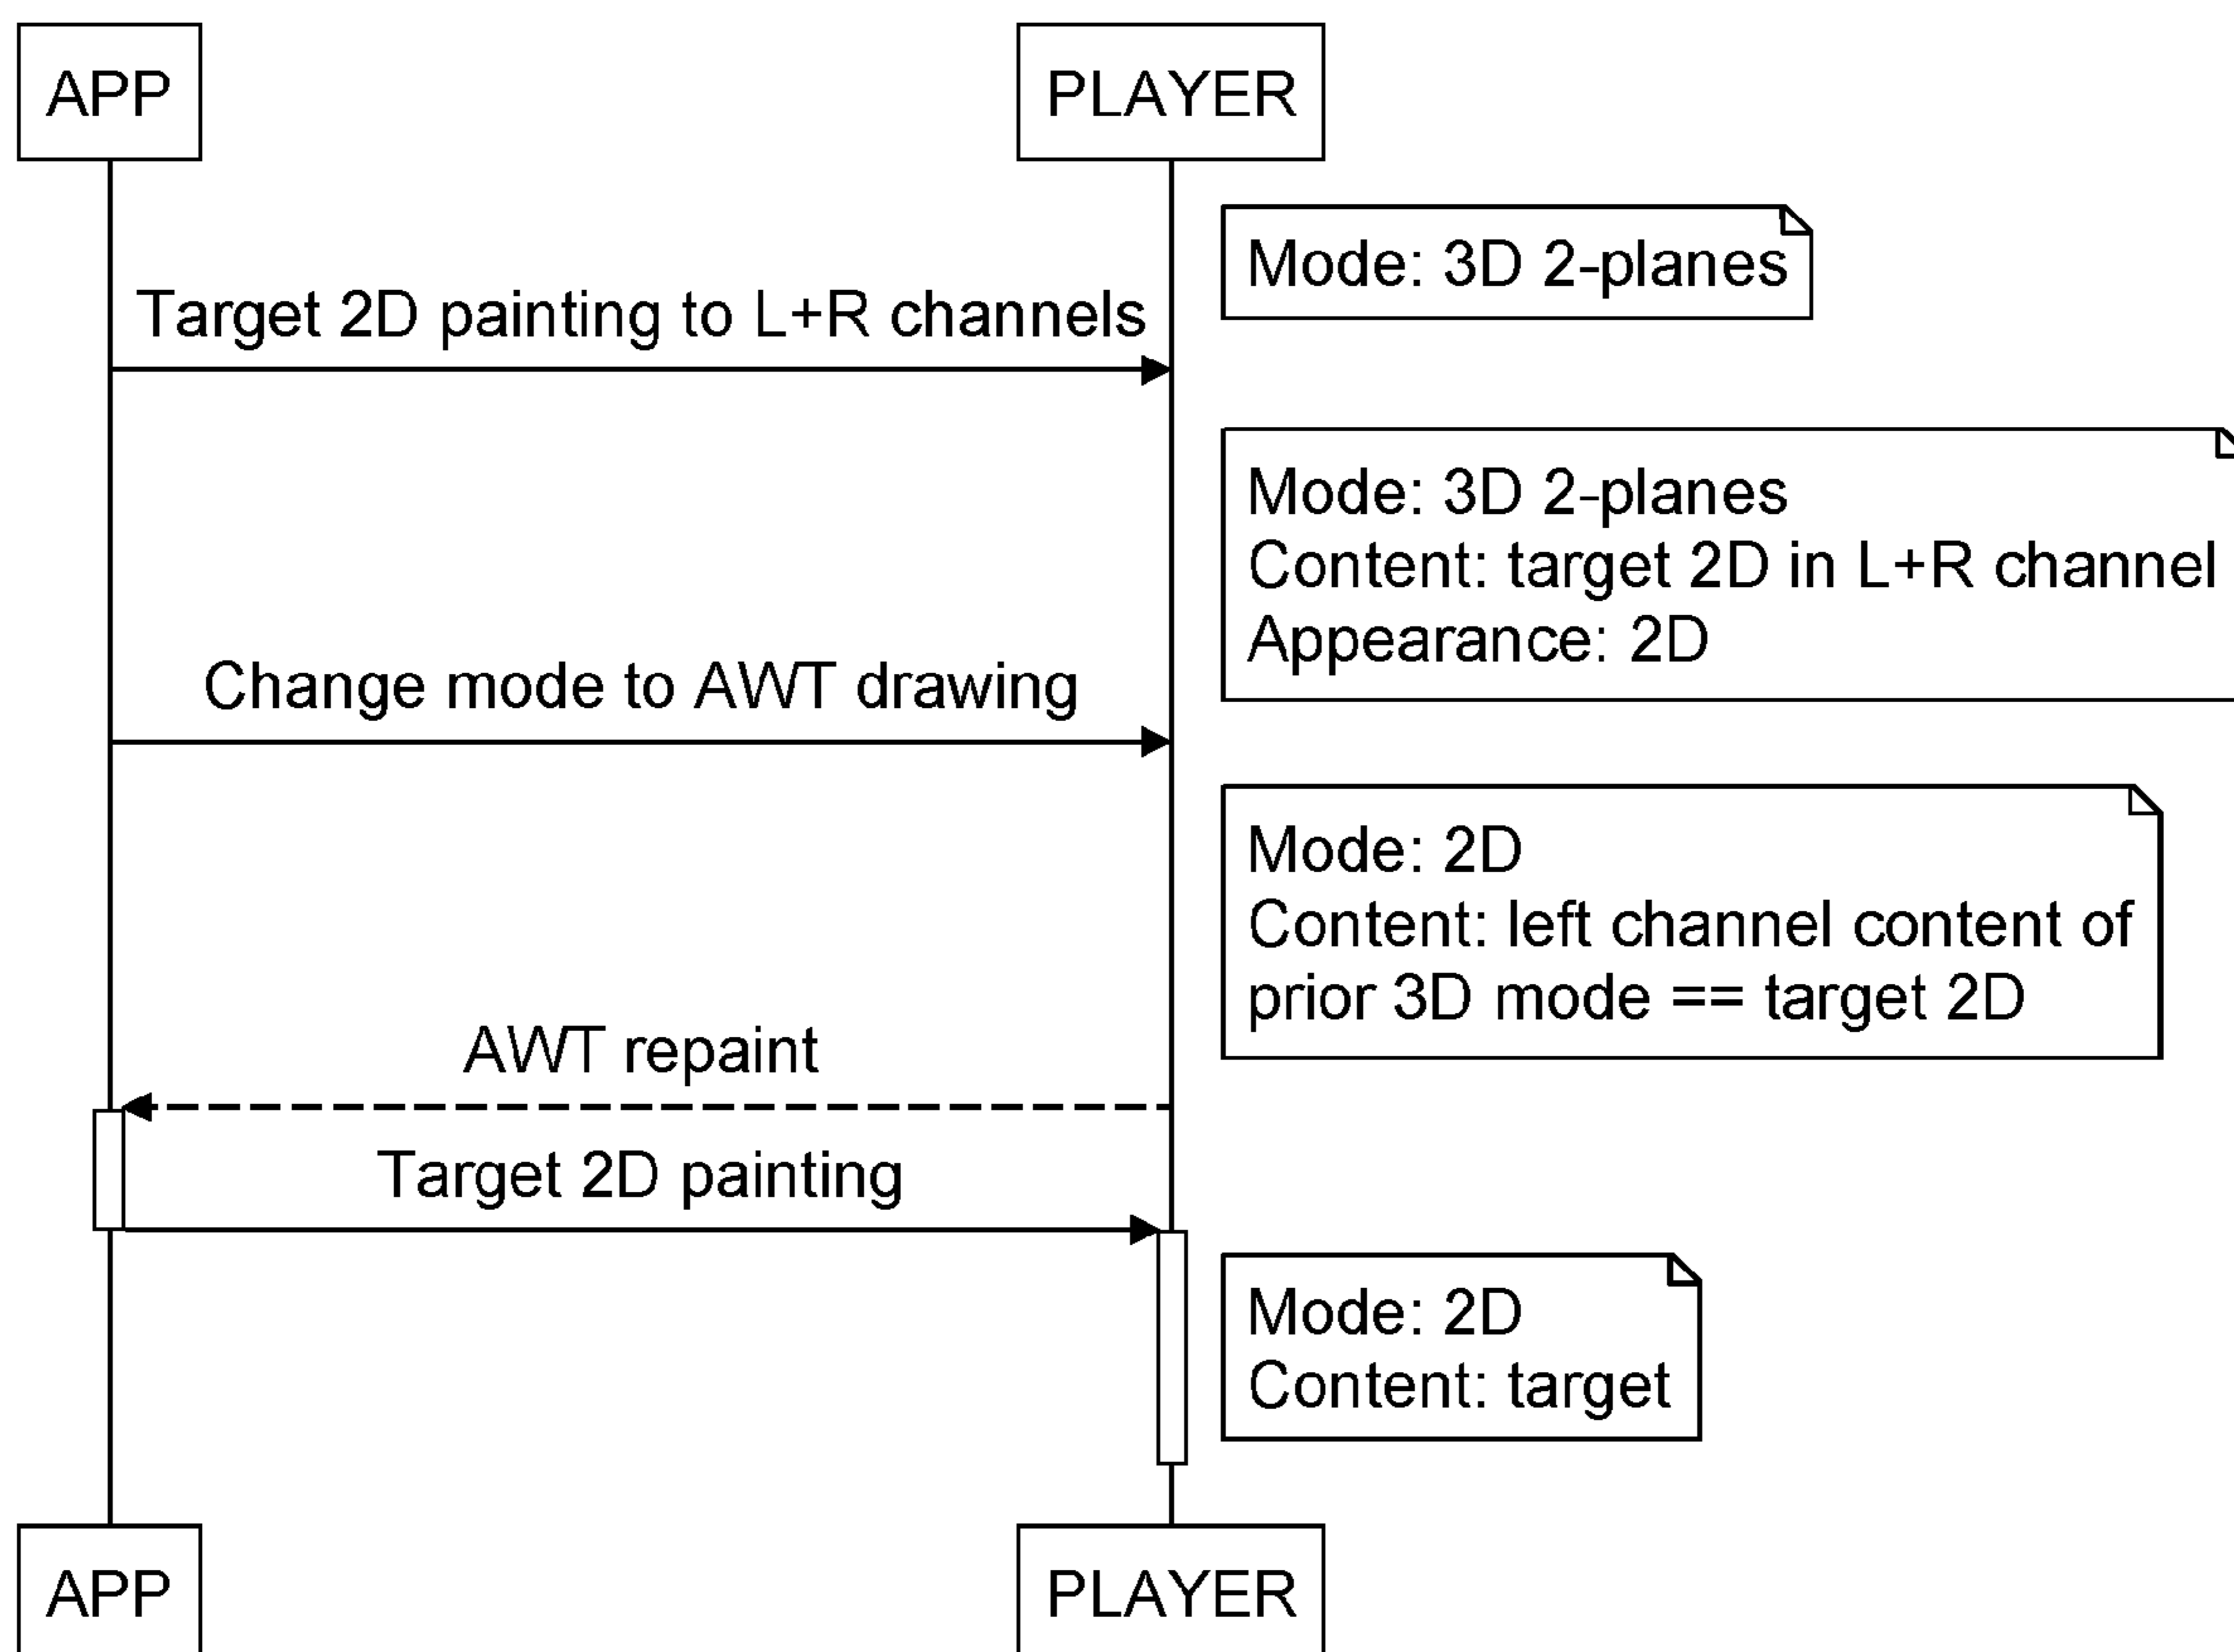 APP
PLAYER
Mode: 3D 2-planes
Target 2D painting to L+R channels
Mode: 3D 2-planes
Content: target 2D in L+R channel
Appearance: 2D
Change mode to AWT drawing
Mode: 2D
Content: left channel content of
prior 3D mode == target 2D
AWT repaint
Target 2D painting
Mode: 2D
Content: target
APP
PLAYER